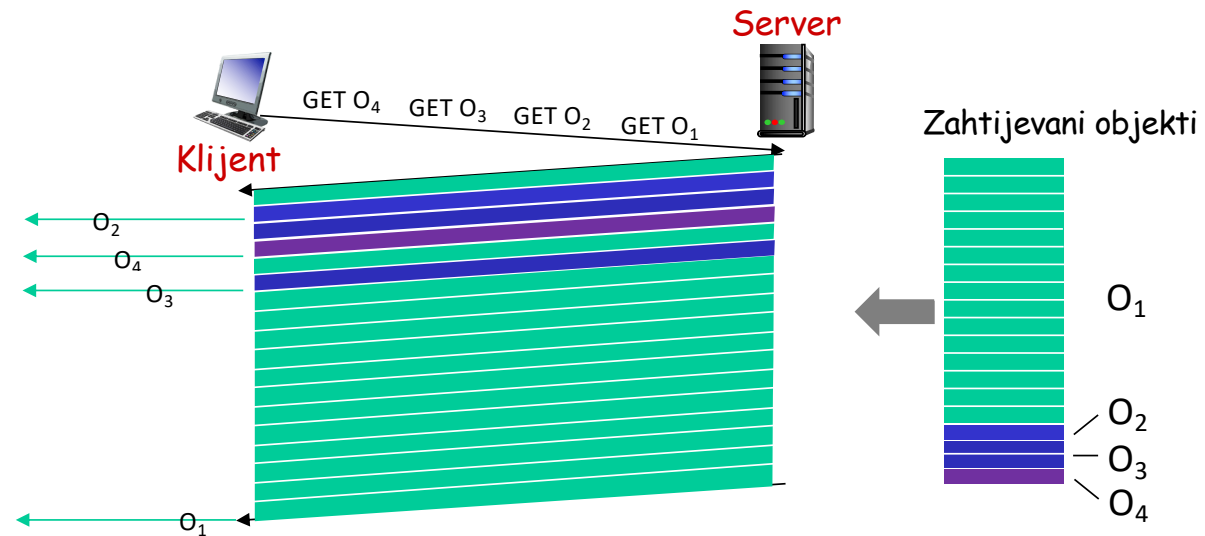 Server
GET O₄ GET O₃ GET O₂ GET O₁
Zahtijevani objekti
Klijent
O₂
O₄
O₃
O₁
O₁
O₂
O₃
O₄